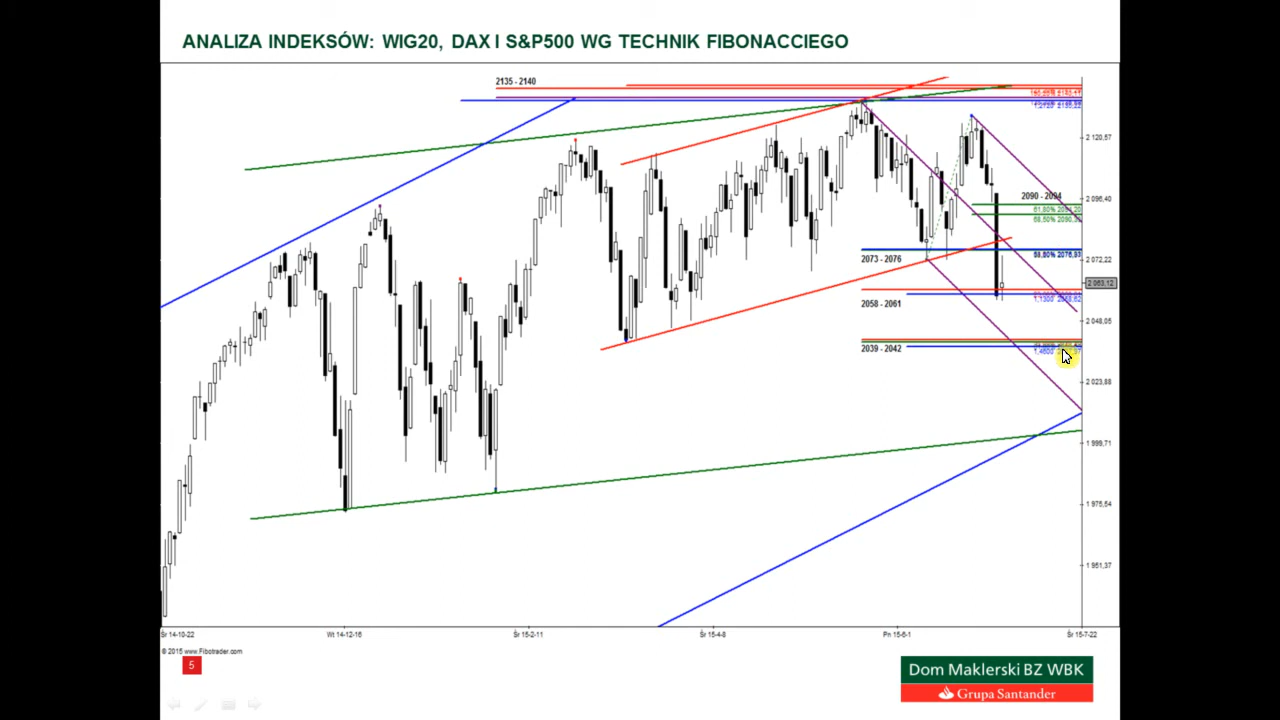 ANALIZA INDEKSÓW: WIG20, DAX I S&P500 WG TECHNIK FIBONACCIEGO
2135 - 2140
2 120,57
2090 - 2094
2 096,40
2073 - 2076
2 072,22
2 063,12
2058 - 2061
2 048,05
2039 - 2042
2 023,88
1 999,71
1 975,54
1 951,37
Śr 14-10-22
Wt 14-12-16
Śr 15-2-11
Śr 15-4-8
Pn 15-6-1
Śr 15-7-22
© 2015 www.Fibotrader.com
5
Dom Maklerski BZ WBK
Grupa Santander